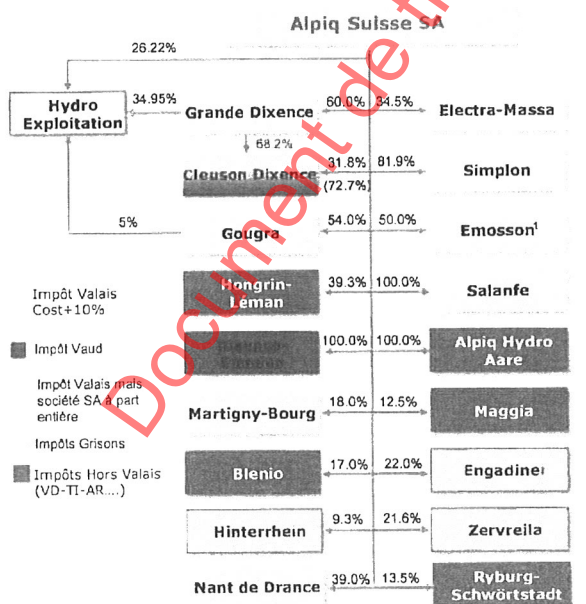 Alpiq Suisse SA
26.22%
Hydro
Exploitation
34.95%
Grande Dixence
60.0% 34.5%
Electra-Massa
68.2%
Cleuson Dixence
31.8% 81.9%
(72.7%)
Simplon
5%
Gougra
54.0% 50.0%
Emosson¹
Hongrin-
Léman
39.3% 100.0%
Salanfe
100.0% 100.0%
Alpiq Hydro
Aare
Martigny-Bourg
18.0% 12.5%
Maggia
Blenio
17.0% 22.0%
Engadiner
Hinterrhein
9.3% 21.6%
Zervreila
Nant de Drance
39.0% 13.5%
Ryburg-
Schwörtstadt
Impôt Valais
Cost+10%
Impôt Vaud
Impôt Valais mais
société SA à part
entière
Impôts Grisons
Impôts Hors Valais
(VD-TI-AR....)
Document de tr